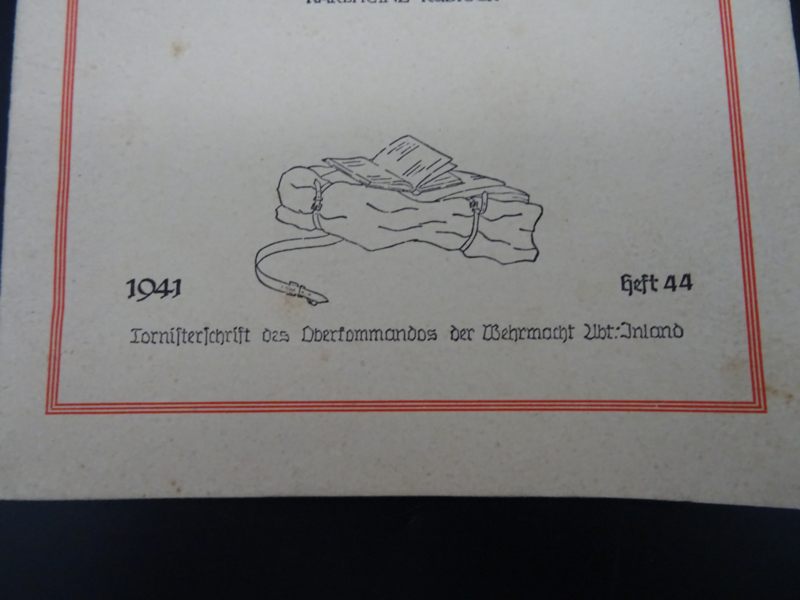 1941
Heft 44
Tornisterschrift des Oberkommandos der Wehrmacht Abt.-Inland